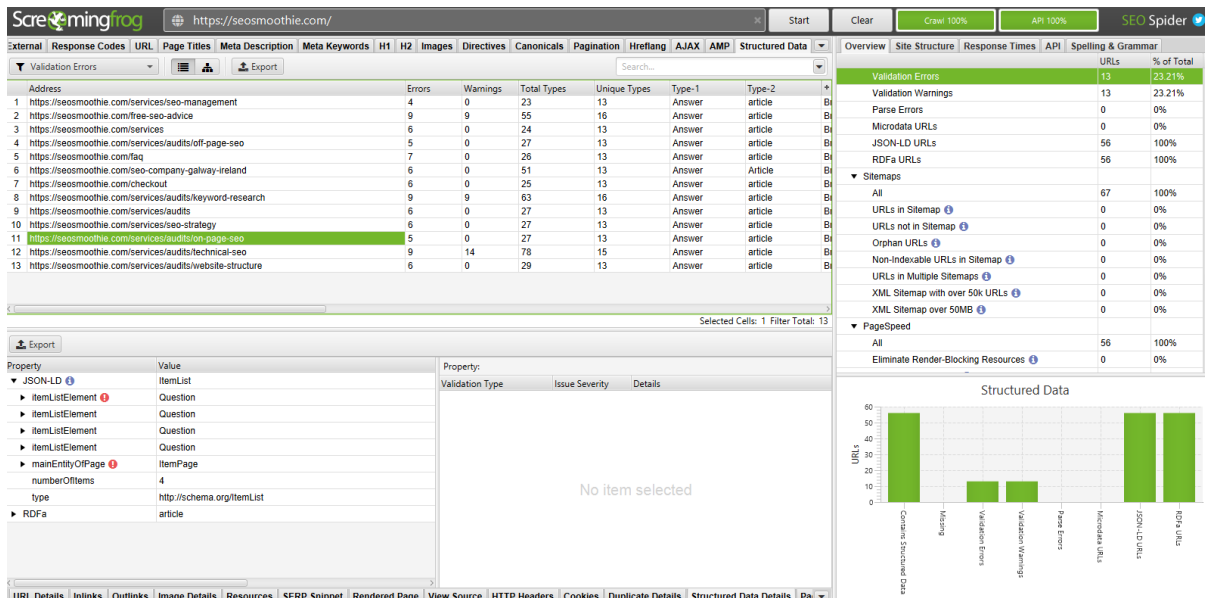 Screamingfrog https://seosmoothie.com/ × Start Clear Crawl 100% API 100% SEO Spider
External Response Codes URL Page Titles Meta Description Meta Keywords H1 H2 Images Directives Canonicals Pagination Hreflang AJAX AMP Structured Data
Overview Site Structure Response Times API Spelling & Grammar
Validation Errors Export Search...
Address Errors Warnings Total Types Unique Types Type-1 Type-2 +
1 https://seosmoothie.com/services/seo-management 4 0 23 13 Answer article
2 https://seosmoothie.com/free-seo-advice 9 9 55 16 Answer article
3 https://seosmoothie.com/services 6 0 24 13 Answer article
4 https://seosmoothie.com/services/audits/off-page-seo 5 0 27 13 Answer article
5 https://seosmoothie.com/faq 7 0 26 13 Answer article
6 https://seosmoothie.com/seo-company-galway-ireland 6 0 51 13 Answer Article
7 https://seosmoothie.com/checkout 6 0 25 13 Answer article
8 https://seosmoothie.com/services/audits/keyword-research 9 9 63 16 Answer article
9 https://seosmoothie.com/services/audits 6 0 27 13 Answer article
10 https://seosmoothie.com/services/seo-strategy 6 0 27 13 Answer article
11 https://seosmoothie.com/services/audits/on-page-seo 5 0 27 13 Answer article
12 https://seosmoothie.com/services/audits/technical-seo 9 14 78 15 Answer article
13 https://seosmoothie.com/services/audits/website-structure 6 0 29 13 Answer article
Selected Cells: 1 Filter Total: 13
URLs % of Total
Validation Errors 13 23.21%
Validation Warnings 13 23.21%
Parse Errors 0 0%
Microdata URLs 0 0%
JSON-LD URLs 56 100%
RDFa URLs 56 100%
Sitemaps
All 67 100%
URLs in Sitemap 0 0%
URLs not in Sitemap 0 0%
Orphan URLs 0 0%
Non-Indexable URLs in Sitemap 0 0%
URLs in Multiple Sitemaps 0 0%
XML Sitemap with over 50k URLs 0 0%
XML Sitemap over 50MB 0 0%
PageSpeed
All 56 100%
Eliminate Render-Blocking Resources 0 0%
Export
Property Value
JSON-LD ItemList
itemListElement Question
itemListElement Question
itemListElement Question
itemListElement Question
mainEntityOfPage ItemPage
numberOfItems 4
type http://schema.org/ItemList
RDFa article
Property:
Validation Type Issue Severity Details
No item selected
Structured Data
URLs
60
50
40
30
20
10
0
Contains Structured Data
Missing
Validation Errors
Validation Warnings
Parse Errors
Microdata URLs
JSON-LD URLs
RDFa URLs
URL Details Inlinks Outlinks Image Details Resources SERP Snippet Rendered Page View Source HTTP Headers Cookies Duplicate Details Structured Data Details